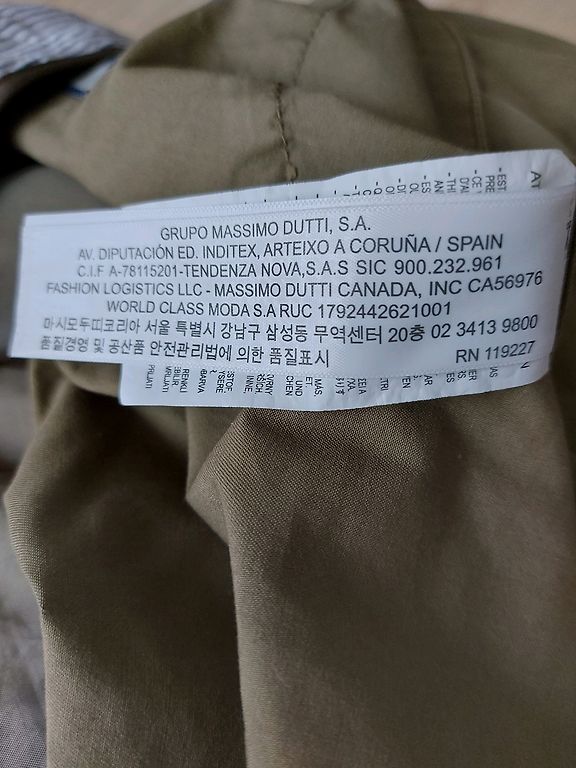 GRUPO MASSIMO DUTTI, S.A.
AV. DIPUTACIÓN ED. INDITEX, ARTEIXO A CORUÑA / SPAIN
C.I.F A-78115201-TENDENZA NOVA,S.A.S SIC 900.232.961
FASHION LOGISTICS LLC - MASSIMO DUTTI CANADA, INC CA56976
WORLD CLASS MODA S.A RUC 1792442621001
마시모두띠코리아 서울 특별시 강남구 삼성동 무역센터 20층 02 3413 9800
품질경영 및 공산품 안전관리법에 의한 품질표시
RN 119227